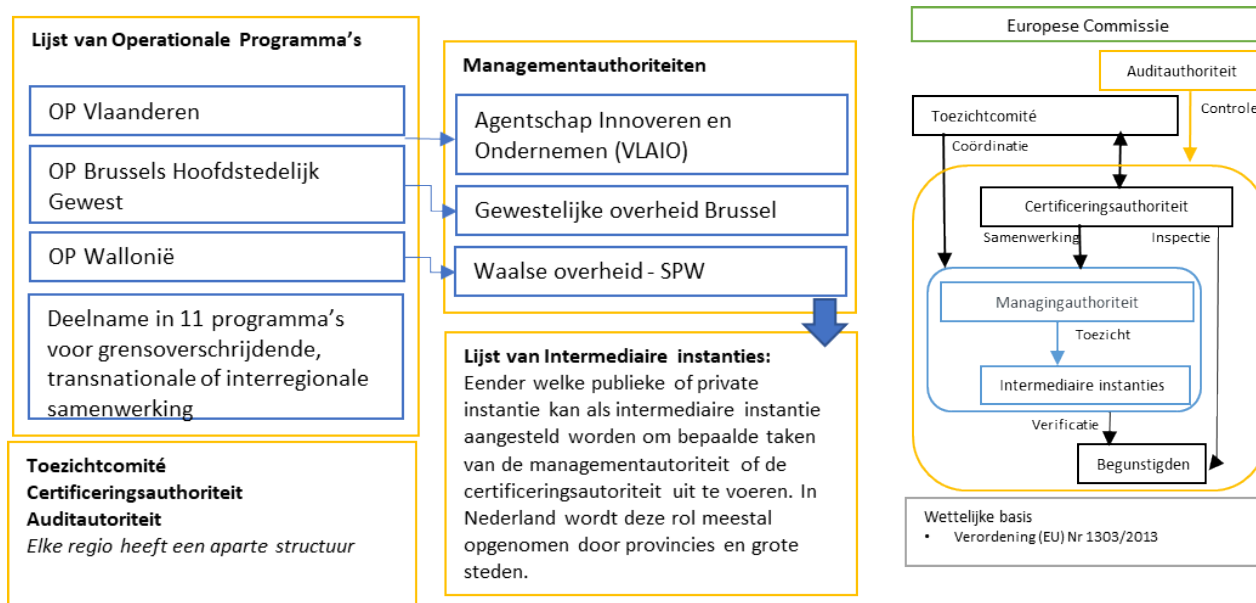 Lijst van Operationale Programma's
OP Vlaanderen
OP Brussels Hoofdstedelijk
Gewest
OP Wallonië
Deelname in 11 programma's
voor grensoverschrijdende,
transnationale of interregionale
samenwerking
Toezichtcomité
Certificeringsauthoriteit
Auditautoriteit
Elke regio heeft een aparte structuur
Managementauthoriteiten
Agentschap Innoveren en
Ondernemen (VLAIO)
Gewestelijke overheid Brussel
Waalse overheid - SPW
Lijst van Intermediaire instanties:
Eender welke publieke of private
instantie kan als intermediaire instantie
aangesteld worden om bepaalde taken
van de managementautoriteit of de
certificeringsautoriteit uit te voeren. In
Nederland wordt deze rol meestal
opgenomen door provincies en grote
steden.
Europese Commissie
Auditauthoriteit
Controle
Toezichtcomité
Coördinatie
Certificeringsauthoriteit
Samenwerking
Inspectie
Managingauthoriteit
Toezicht
Intermediaire instanties
Verificatie
Begunstigden
Wettelijke basis
• Verordening (EU) Nr 1303/2013